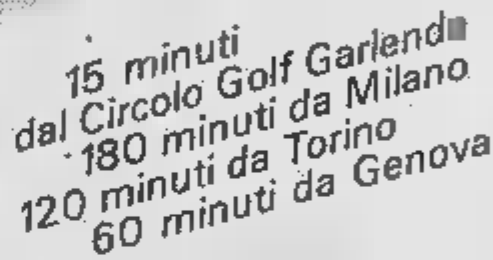 15 minuti
dal Circolo Golf Garlenda
180 minuti da Milano
120 minuti da Torino
60 minuti da Genova